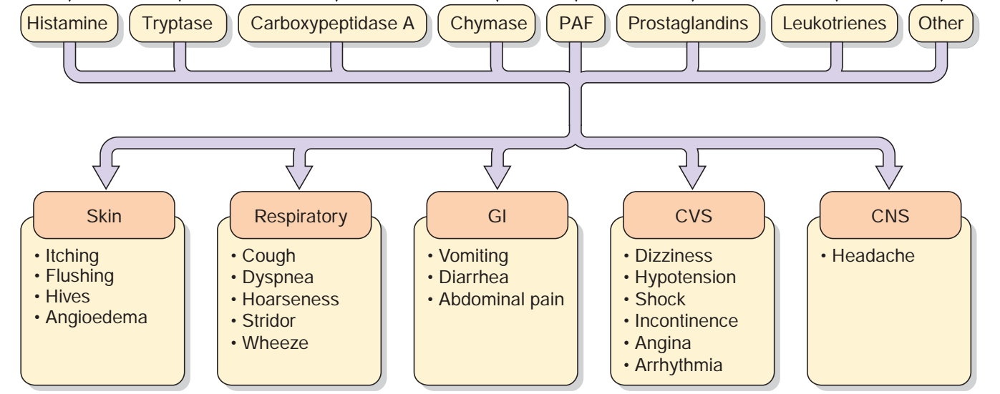 Histamine Tryptase Carboxypeptidase A Chymase PAF Prostaglandins Leukotrienes Other
Skin
• Itching
• Flushing
• Hives
• Angioedema
Respiratory
• Cough
• Dyspnea
• Hoarseness
• Stridor
• Wheeze
GI
• Vomiting
• Diarrhea
• Abdominal pain
CVS
• Dizziness
• Hypotension
• Shock
• Incontinence
• Angina
• Arrhythmia
CNS
• Headache